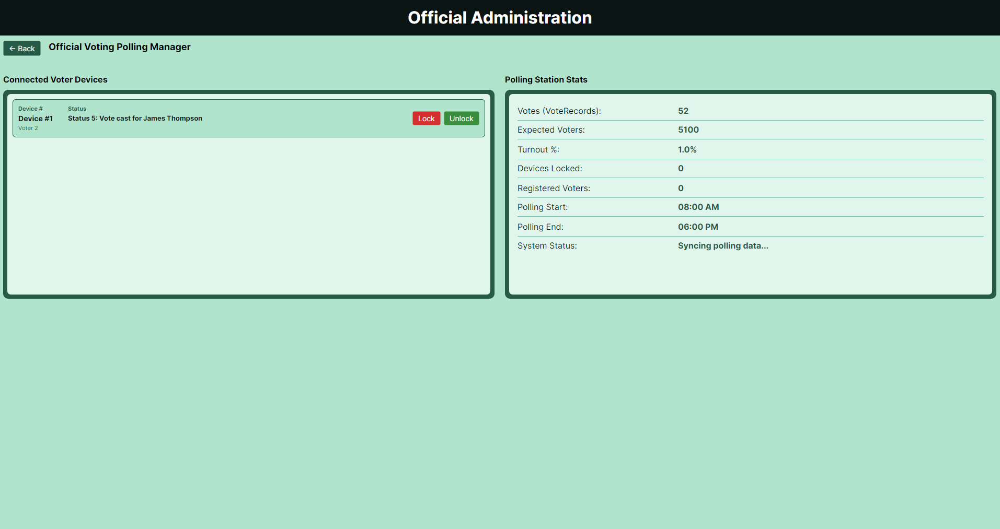 Official Administration
← Back
Official Voting Polling Manager
Connected Voter Devices
Device #
Status
Device #1
Status 5: Vote cast for James Thompson
Voter 2
Lock
Unlock
Polling Station Stats
Votes (VoteRecords): 52
Expected Voters: 5100
Turnout %: 1.0%
Devices Locked: 0
Registered Voters: 0
Polling Start: 08:00 AM
Polling End: 06:00 PM
System Status: Syncing polling data...